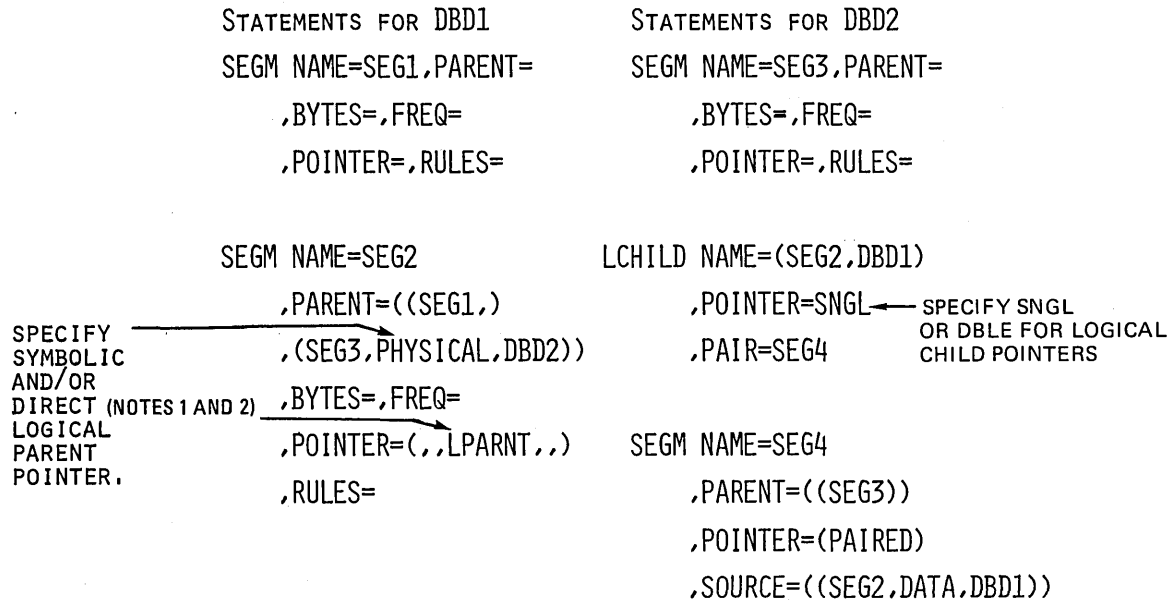 STATEMENTS FOR DBD1
SEGM NAME=SEG1,PARENT=
,BYTES=,FREQ=
,POINTER=,RULES=
SEGM NAME=SEG2
,PARENT=((SEG1,)
,(SEG3,PHYSICAL,DBD2))
,BYTES=,FREQ=
,POINTER=(,,LPARNT,,)
,RULES=
SPECIFY
SYMBOLIC
AND/OR
DIRECT (NOTES 1 AND 2)
LOGICAL
PARENT
POINTER.
STATEMENTS FOR DBD2
SEGM NAME=SEG3,PARENT=
,BYTES=,FREQ=
,POINTER=,RULES=
LCHILD NAME=(SEG2,DBD1)
,POINTER=SNGL
,PAIR=SEG4
SPECIFY SNGL
OR DBLE FOR LOGICAL
CHILD POINTERS
SEGM NAME=SEG4
,PARENT=((SEG3))
,POINTER=(PAIRED)
,SOURCE=((SEG2,DATA,DBD1))